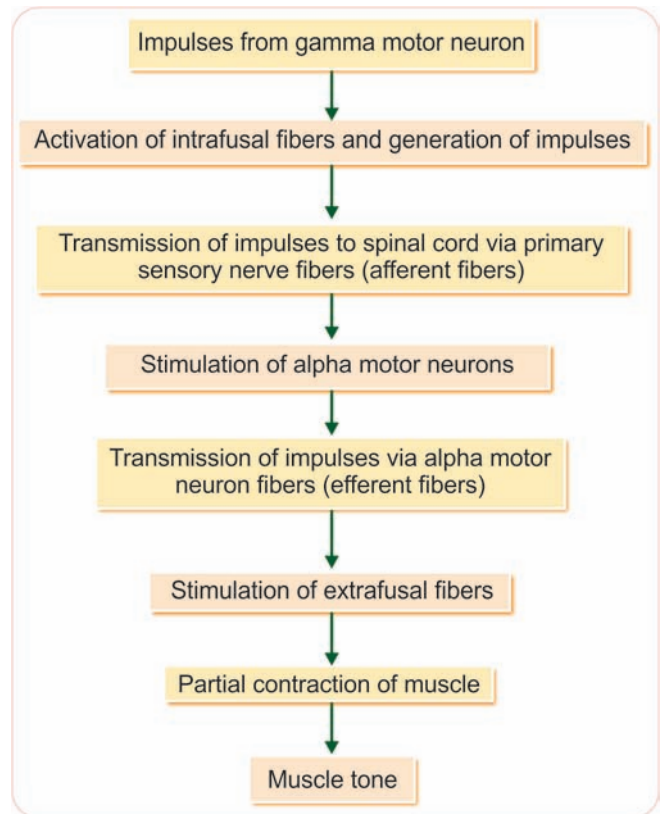 Impulses from gamma motor neuron
Activation of intrafusal fibers and generation of impulses
Transmission of impulses to spinal cord via primary
sensory nerve fibers (afferent fibers)
Stimulation of alpha motor neurons
Transmission of impulses via alpha motor
neuron fibers (efferent fibers)
Stimulation of extrafusal fibers
Partial contraction of muscle
Muscle tone